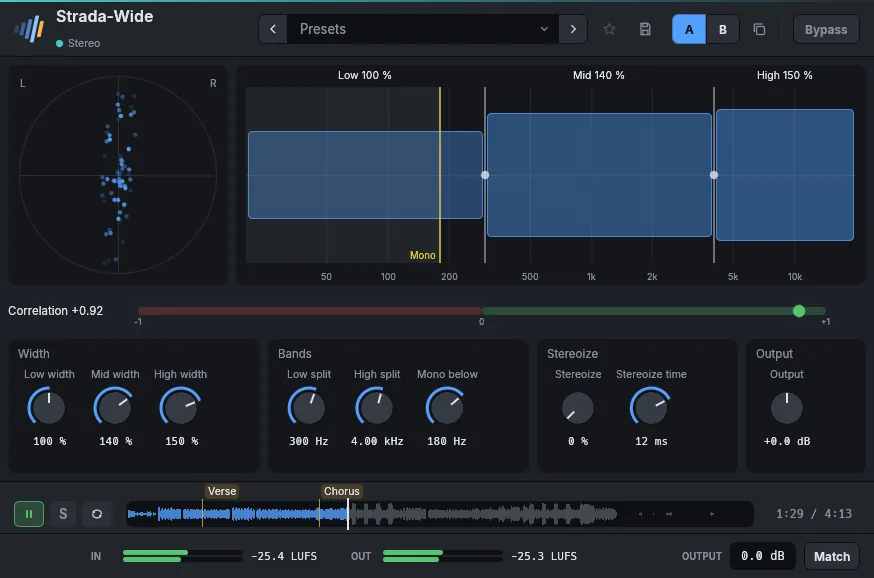 Strada-Wide
Stereo
Presets
A B
Bypass
L R
Low 100 % Mid 140 % High 150 %
Mono
50 100 200 500 1k 2k 5k 10k
Correlation +0.92
-1 0 +1
Width
Low width Mid width High width
100 % 140 % 150 %
Bands
Low split High split Mono below
300 Hz 4.00 kHz 180 Hz
Stereoize
Stereoize Stereoize time
0 % 12 ms
Output
Output
+0.0 dB
Verse Chorus
S
1:29 / 4:13
IN -25.4 LUFS OUT -25.3 LUFS OUTPUT 0.0 dB Match